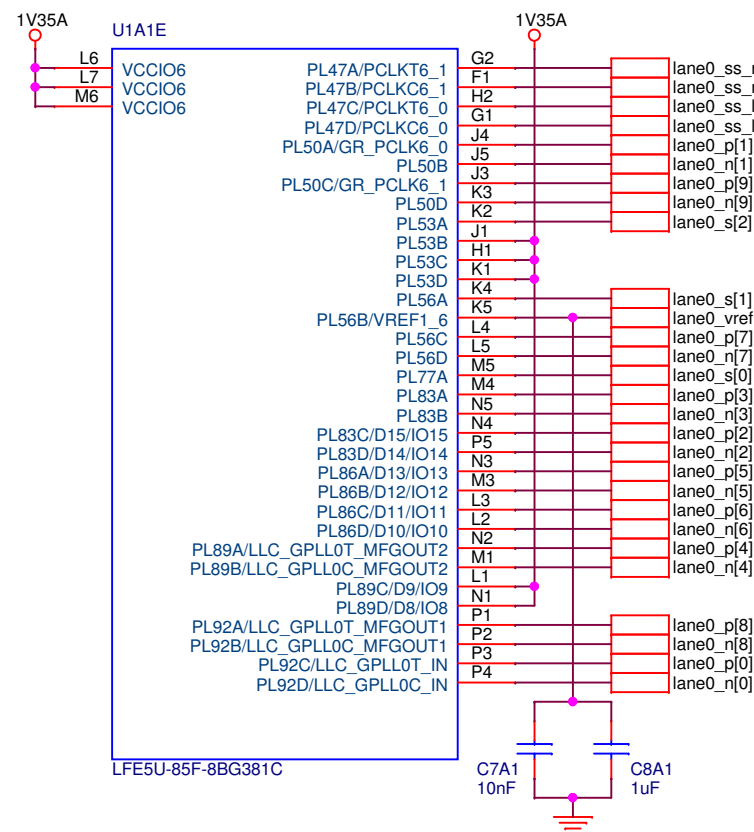 1V35A
1V35A
U1A1E
L6 VCCIO6
L7 VCCIO6
M6 VCCIO6
PL47A/PCLKT6_1 G2
PL47B/PCLKC6_1 F1
PL47C/PCLKT6_0 H2
PL47D/PCLKC6_0 G1
PL50A/GR_PCLK6_0 J4 lane0_p[1]
PL50B J5 lane0_n[1]
PL50C/GR_PCLK6_1 J3 lane0_p[9]
PL50D K3 lane0_n[9]
PL53A K2 lane0_s[2]
PL53B J1
PL53C H1
PL53D K1
PL56A K4 lane0_s[1]
PL56B/VREF1_6 K5 lane0_vref
PL56C L4 lane0_p[7]
PL56D L5 lane0_n[7]
PL77A M5 lane0_s[0]
PL83A M4 lane0_p[3]
PL83B N5 lane0_n[3]
PL83C/D15/IO15 N4 lane0_p[2]
PL83D/D14/IO14 P5 lane0_n[2]
PL86A/D13/IO13 N3 lane0_p[5]
PL86B/D12/IO12 M3 lane0_n[5]
PL86C/D11/IO11 L3 lane0_p[6]
PL86D/D10/IO10 L2 lane0_n[6]
PL89A/LLC_GPLL0T_MFGOUT2 N2 lane0_p[4]
PL89B/LLC_GPLL0C_MFGOUT2 M1 lane0_n[4]
PL89C/D9/IO9 L1
PL89D/D8/IO8 N1
PL92A/LLC_GPLL0T_MFGOUT1 P1 lane0_p[8]
PL92B/LLC_GPLL0C_MFGOUT1 P2 lane0_n[8]
PL92C/LLC_GPLL0T_IN P3 lane0_p[0]
PL92D/LLC_GPLL0C_IN P4 lane0_n[0]
LFE5U-85F-8BG381C
C7A1
10nF
C8A1
1uF